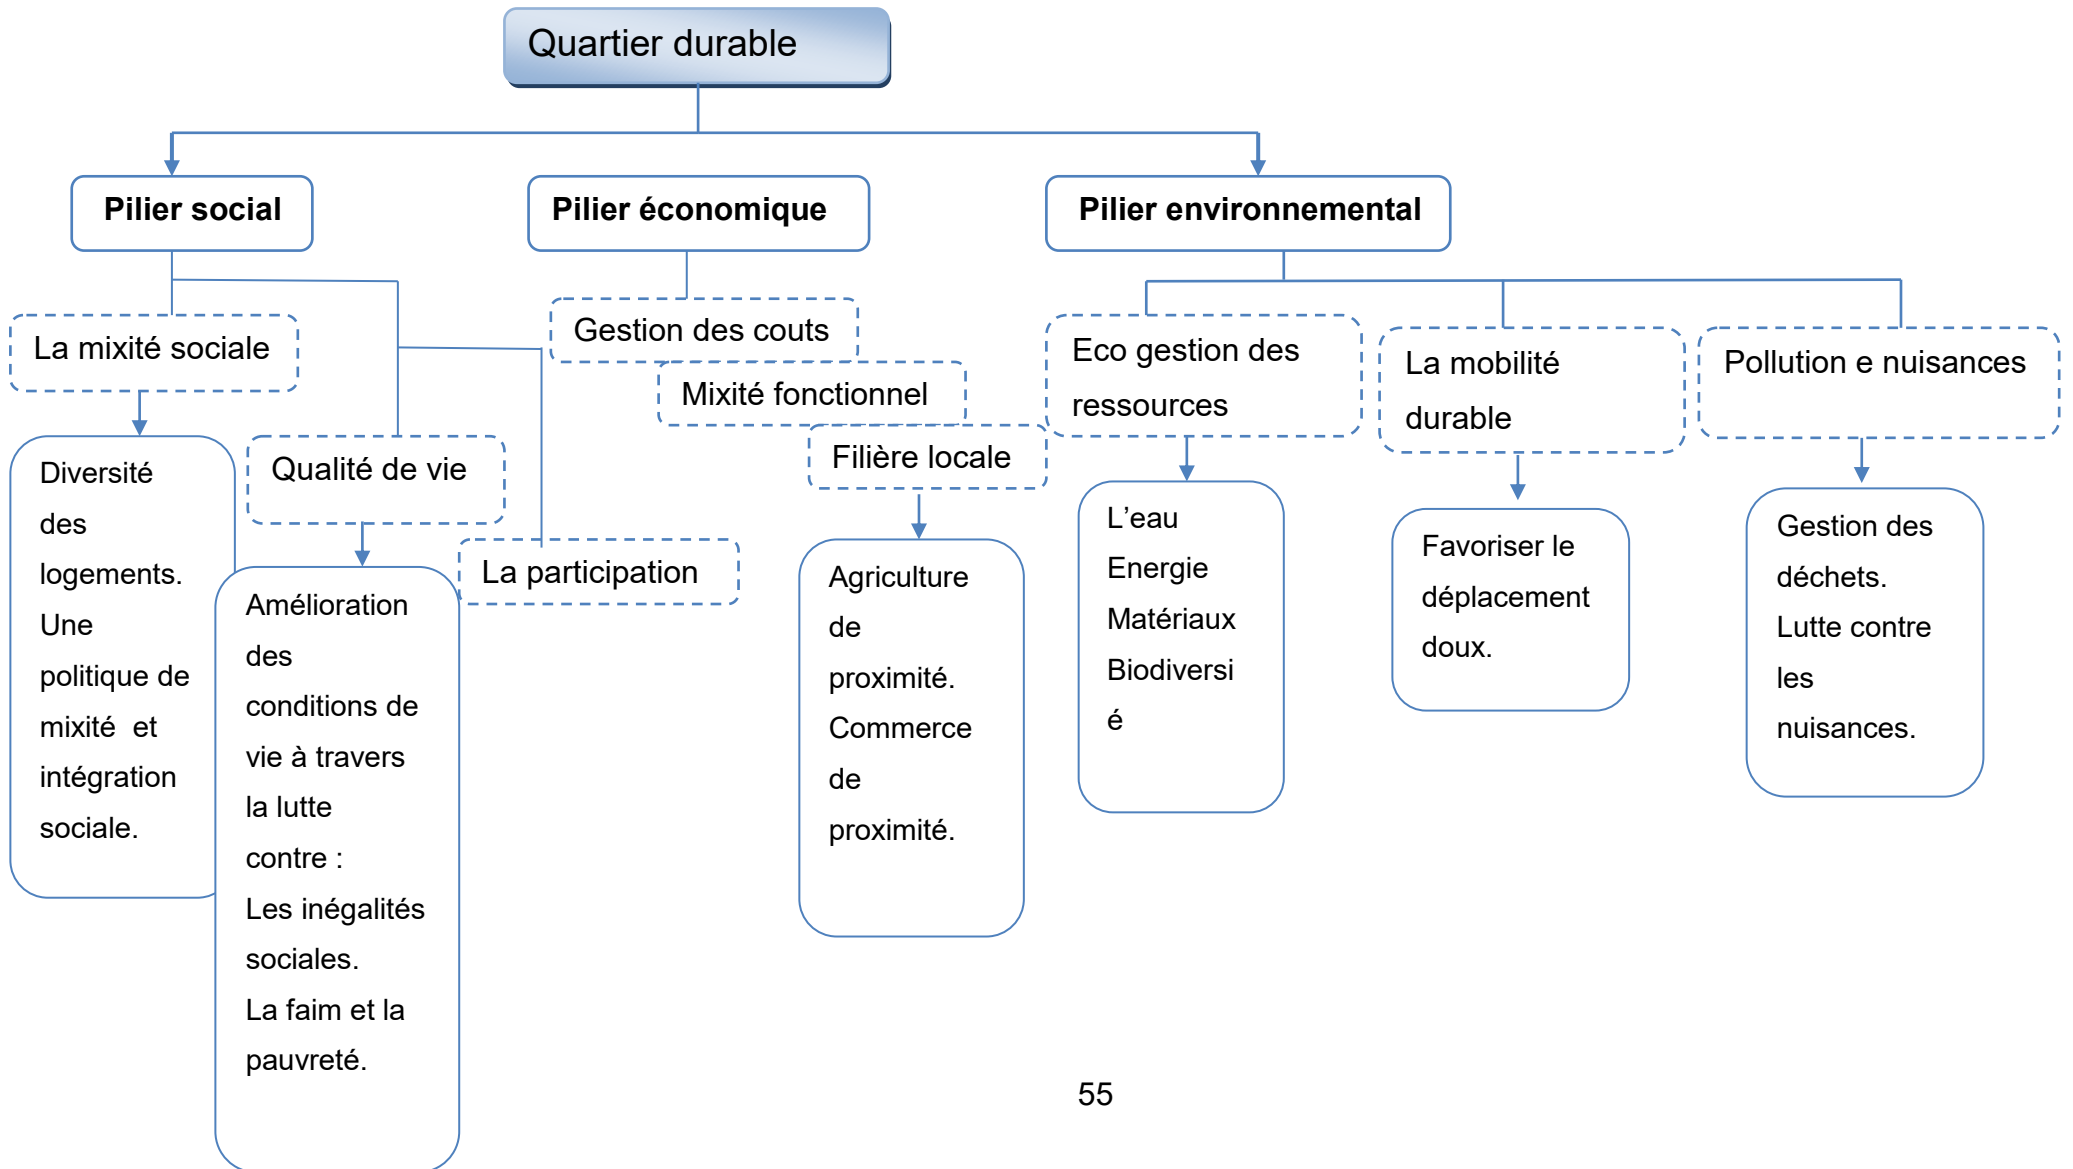 Quartier durable
Pilier social
Pilier économique
Pilier environnemental
La mixité sociale
Diversité
des
logements.
Une
politique de
mixité  et
intégration
sociale.
Qualité de vie
Amélioration
des
conditions de
vie à travers
la lutte
contre :
Les inégalités
sociales.
La faim et la
pauvreté.
La participation
Gestion des couts
Mixité fonctionnel
Filière locale
Agriculture
de
proximité.
Commerce
de
proximité.
Eco gestion des
ressources
L’eau
Energie
Matériaux
Biodiversi
é
La mobilité
durable
Favoriser le
déplacement
doux.
Pollution e nuisances
Gestion des
déchets.
Lutte contre
les
nuisances.
55